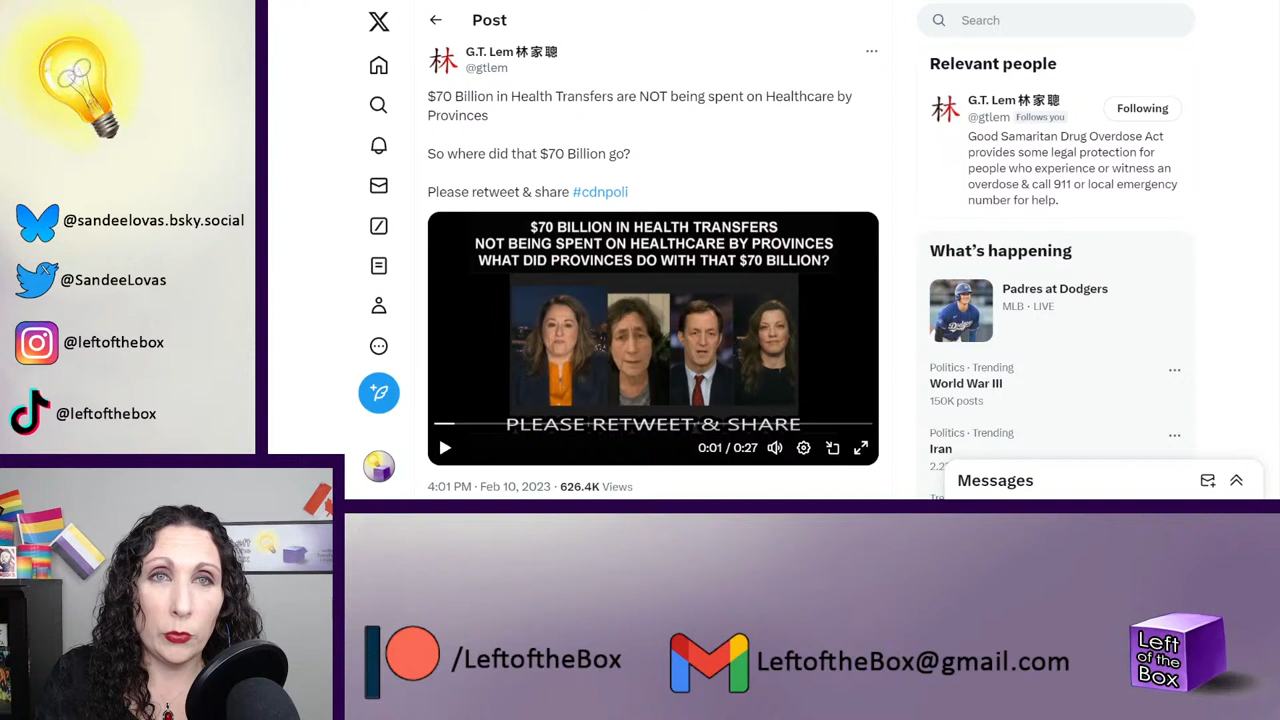 @sandeelovas.bsky.social
@SandeeLovas
@leftofthebox
@leftofthebox
Post
G.T. Lem 林家聰
@gtlem
$70 Billion in Health Transfers are NOT being spent on Healthcare by
Provinces
So where did that $70 Billion go?
Please retweet & share #cdnpoli
$70 BILLION IN HEALTH TRANSFERS
NOT BEING SPENT ON HEALTHCARE BY PROVINCES
WHAT DID PROVINCES DO WITH THAT $70 BILLION?
PLEASE RETWEET & SHARE
0:01 / 0:27
4:01 PM · Feb 10, 2023 · 626.4K Views
Search
Relevant people
G.T. Lem 林家聰
@gtlem Follows you
Following
Good Samaritan Drug Overdose Act
provides some legal protection for
people who experience or witness an
overdose & call 911 or local emergency
number for help.
What's happening
Padres at Dodgers
MLB · LIVE
Politics · Trending
World War III
150K posts
Politics · Trending
Iran
Messages
Left
of the
Box
/LeftoftheBox
LeftoftheBox@gmail.com
Left
of the
Box